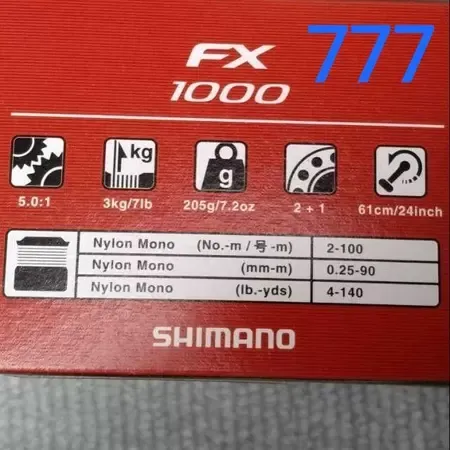 777
FX
1000
kg
g
5.0:1
3kg/7lb
205g/7.2oz
2 + 1
61cm/24inch
Nylon Mono (No.-m / 号 -m) 2-100
Nylon Mono (mm-m) 0.25-90
Nylon Mono (lb.-yds) 4-140
SHIMANO